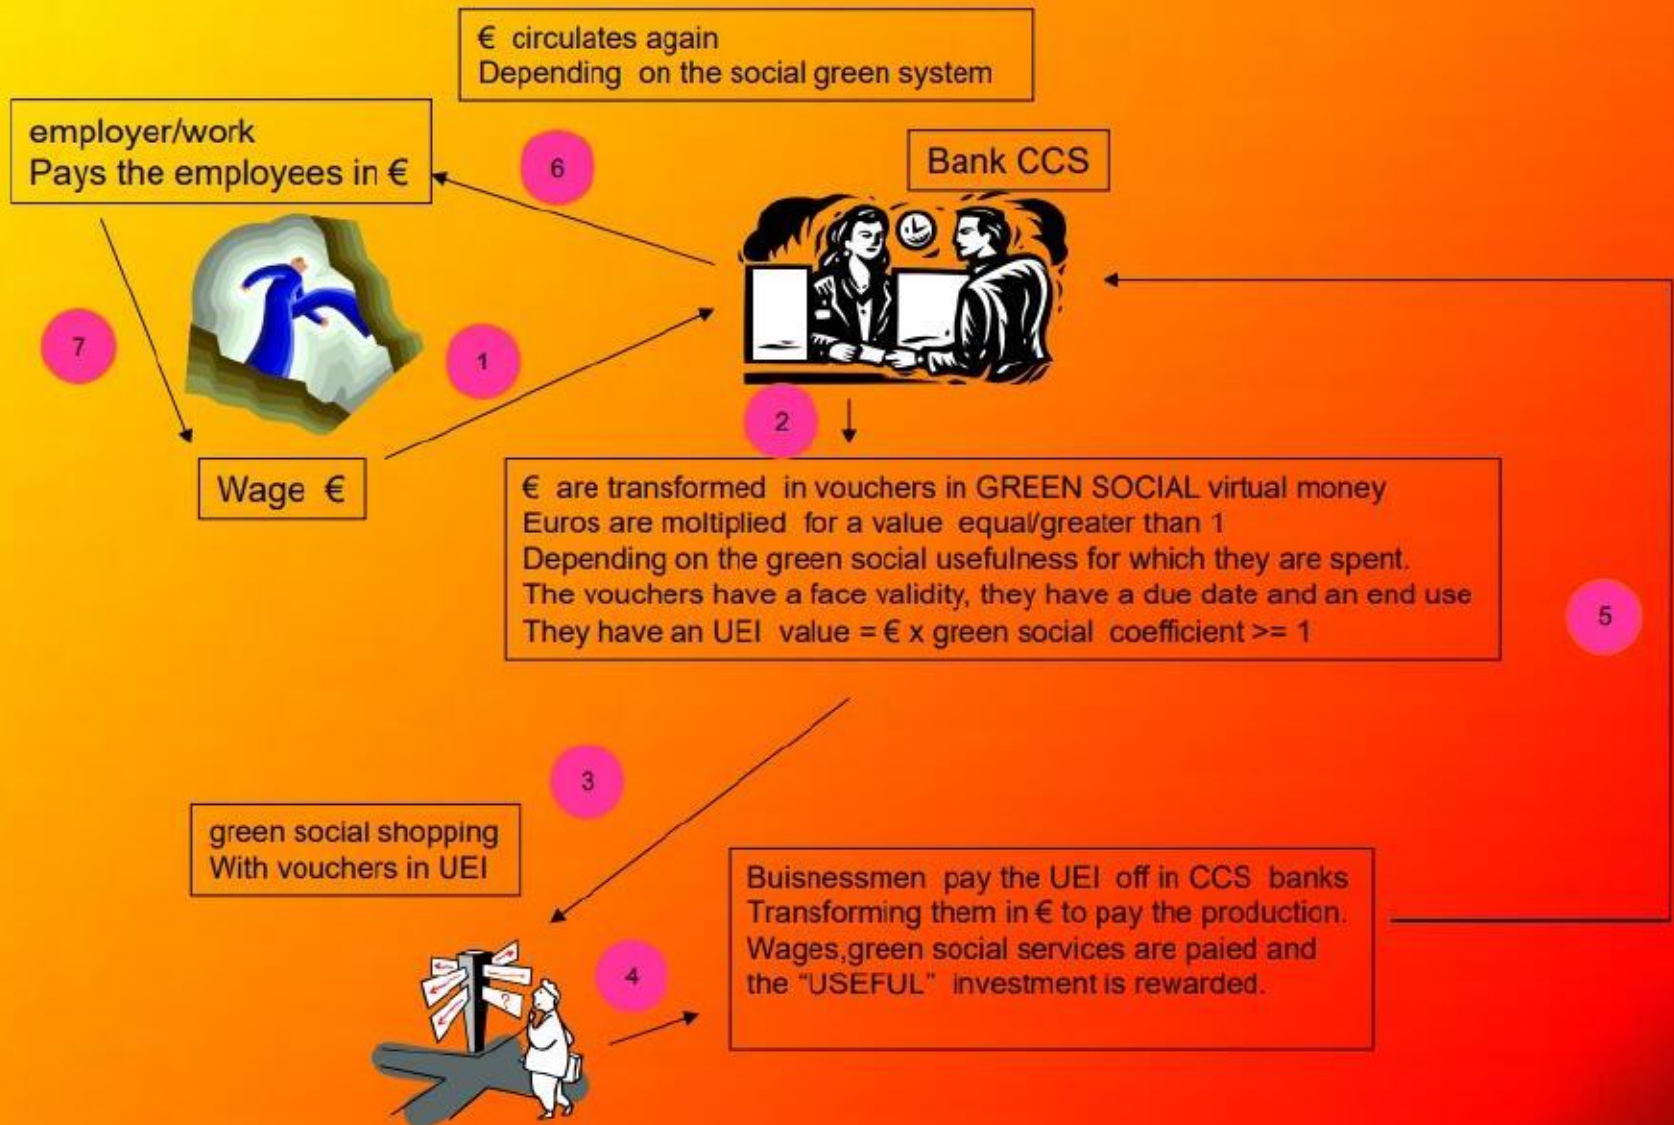 € circulates again
Depending on the social green system
employer/work
Pays the employees in €
6
Bank CCS
7
1
2
Wage €
€ are transformed in vouchers in GREEN SOCIAL virtual money
Euros are moltiplied for a value equal/greater than 1
Depending on the green social usefulness for which they are spent.
The vouchers have a face validity, they have a due date and an end use
They have an UEI value = € x green social coefficient >= 1
5
3
green social shopping
With vouchers in UEI
Buisnessmen pay the UEI off in CCS banks
Transforming them in € to pay the production.
Wages,green social services are paied and
the “USEFUL” investment is rewarded.
4
?